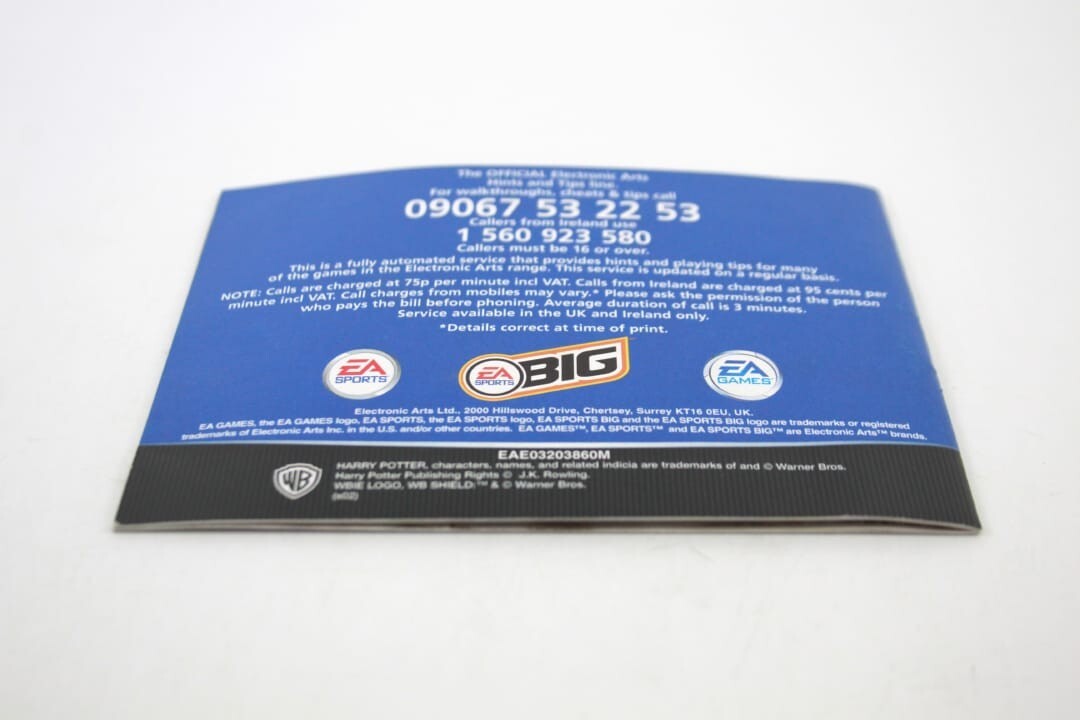 The OFFICIAL Electronic Arts
Hints and Tips line.
For walkthroughs, cheats & tips call
09067 53 22 53
Callers from Ireland use
1 560 923 580
Callers must be 16 or over.
This is a fully automated service that provides hints and playing tips for many
of the games in the Electronic Arts range. This service is updated on a regular basis.
NOTE: Calls are charged at 75p per minute incl VAT. Calls from Ireland are charged at 95 cents per
minute incl VAT. Call charges from mobiles may vary.* Please ask the permission of the person
who pays the bill before phoning. Average duration of call is 3 minutes.
Service available in the UK and Ireland only.
*Details correct at time of print.
EA SPORTS
EA SPORTS BIG
EA GAMES™
Electronic Arts Ltd., 2000 Hillswood Drive, Chertsey, Surrey KT16 0EU, UK.
EA GAMES, the EA GAMES logo, EA SPORTS, the EA SPORTS logo, EA SPORTS BIG and the EA SPORTS BIG logo are trademarks or registered
trademarks of Electronic Arts Inc. in the U.S. and/or other countries. EA GAMES™, EA SPORTS™ and EA SPORTS BIG™ are Electronic Arts™ brands.
EAE03203860M
WB
HARRY POTTER, characters, names, and related indicia are trademarks of and © Warner Bros.
Harry Potter Publishing Rights © J.K. Rowling.
WBIE LOGO, WB SHIELD: ™ & © Warner Bros.
(s02)